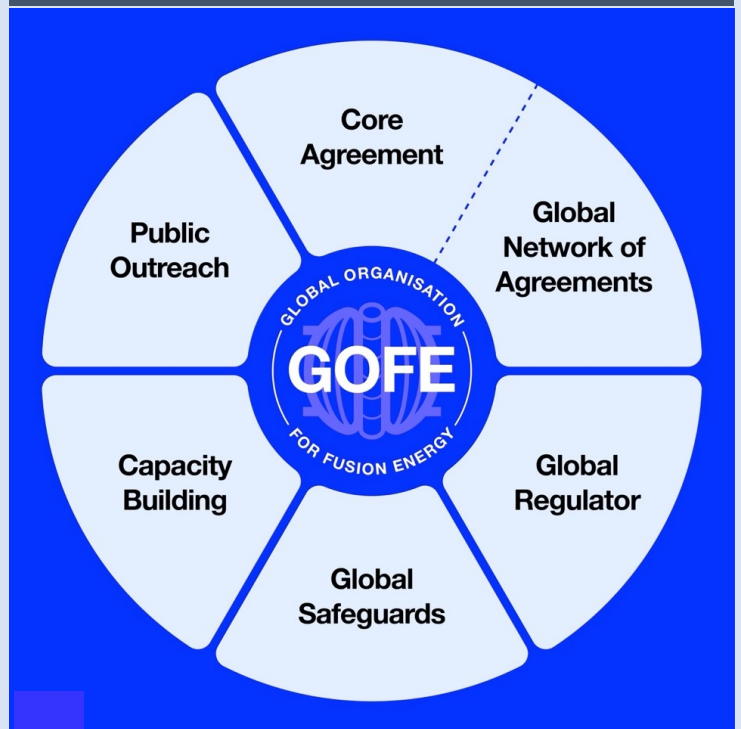 Core
Agreement
Global
Network of
Agreements
Public
Outreach
GLOBAL ORGANISATION
GOFE
FOR FUSION ENERGY
Capacity
Building
Global
Regulator
Global
Safeguards